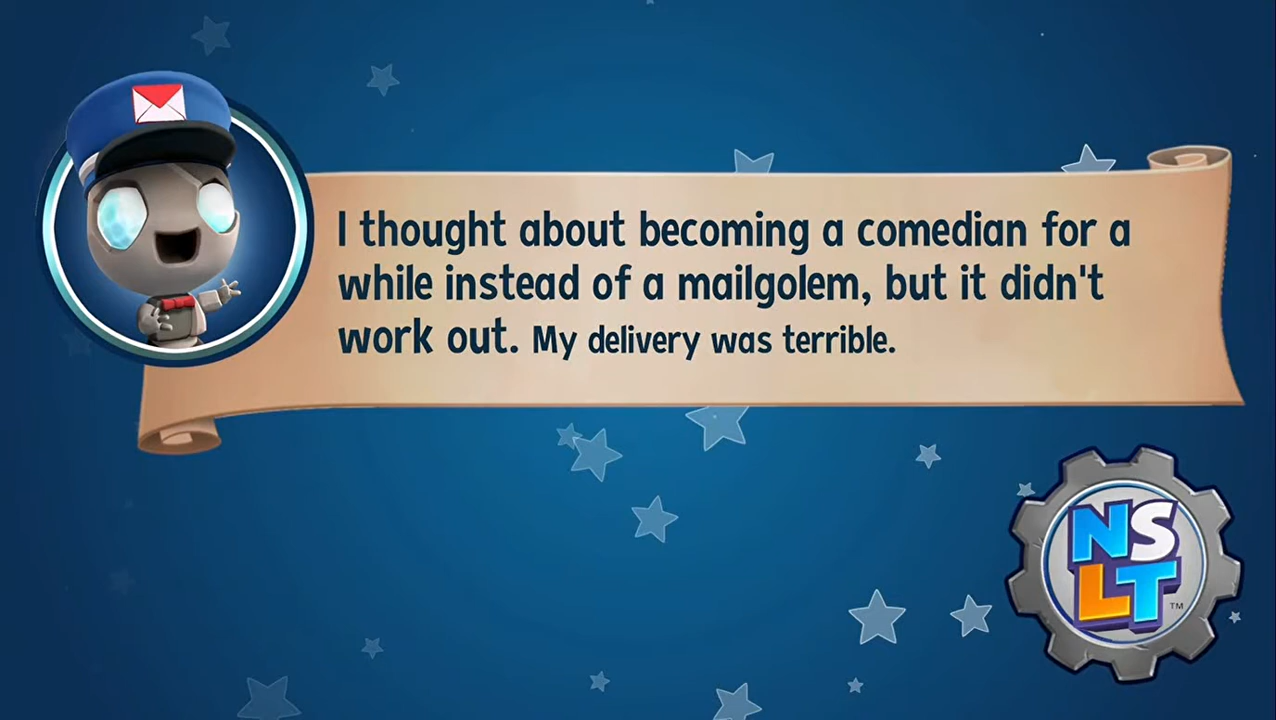 I thought about becoming a comedian for a
while instead of a mailgolem, but it didn't
work out. My delivery was terrible.
NS
LT
TM